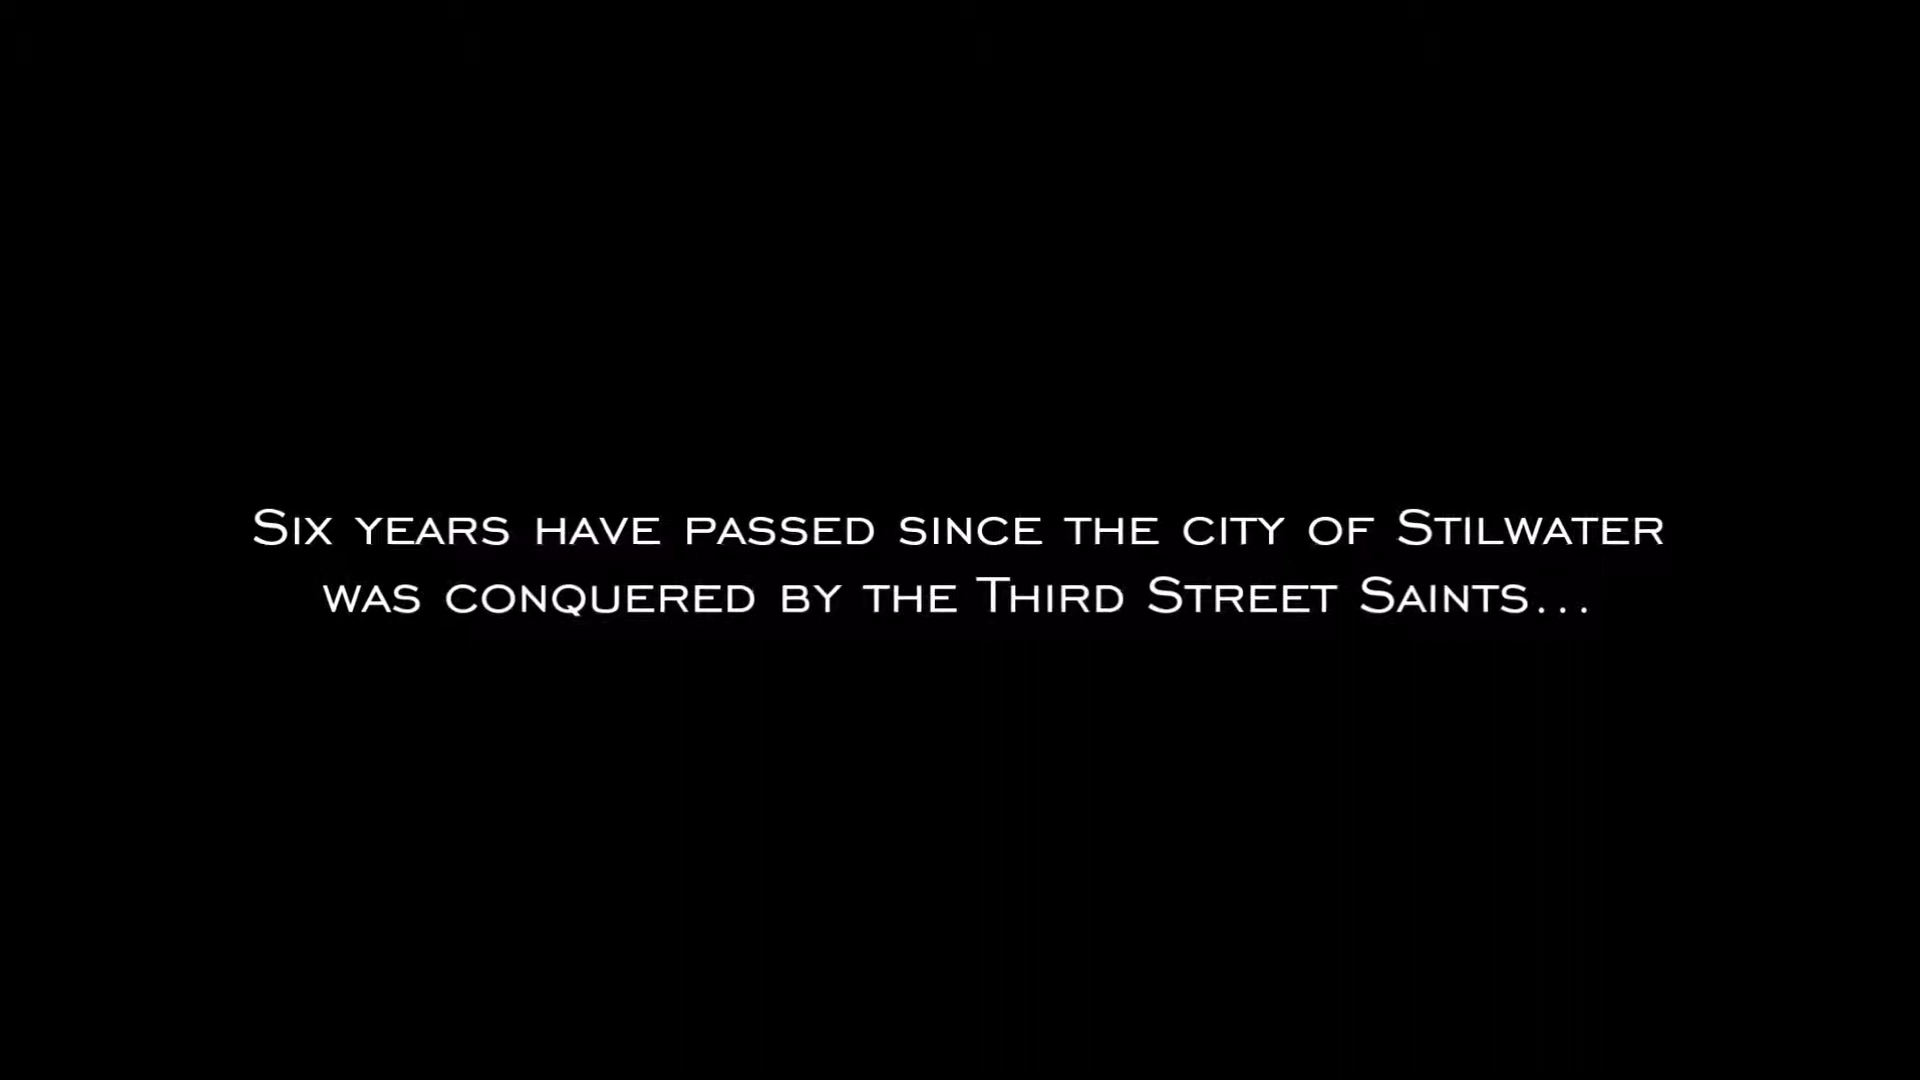 Six years have passed since the city of Stilwater
was conquered by the Third Street Saints...